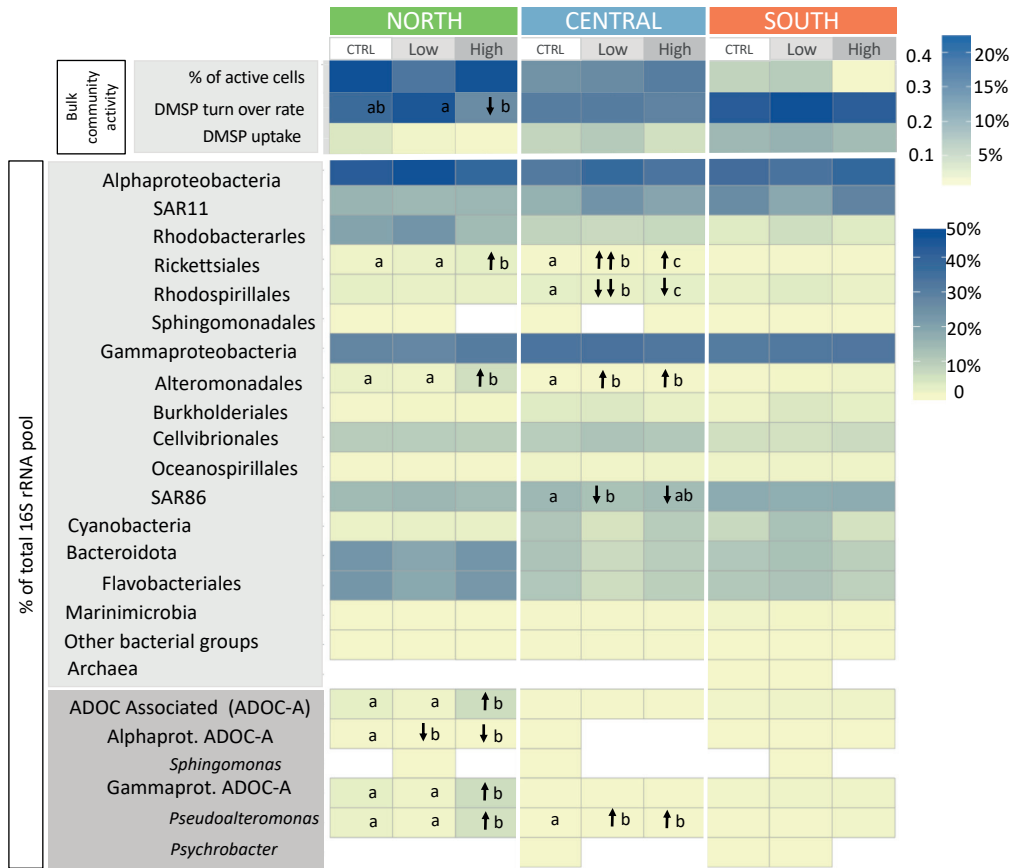 NORTH CENTRAL SOUTH
CTRL Low High CTRL Low High CTRL Low High
Bulk community activity
% of active cells
DMSP turn over rate ab a ↓ b
DMSP uptake
0.4 20%
0.3 15%
0.2 10%
0.1 5%
% of total 16S rRNA pool
Alphaproteobacteria
SAR11
Rhodobacterarles
Rickettsiales a a ↑ b a ↑↑ b ↑ c
Rhodospirillales a ↓↓ b ↓ c
Sphingomonadales
Gammaproteobacteria
Alteromonadales a a ↑ b a ↑ b ↑ b
Burkholderiales
Cellvibrionales
Oceanospirillales
SAR86 a ↓ b ↓ ab
Cyanobacteria
Bacteroidota
Flavobacteriales
Marinimicrobia
Other bacterial groups
Archaea
50%
40%
30%
20%
10%
0
ADOC Associated (ADOC-A) a a ↑ b
Alphaprot. ADOC-A a ↓ b ↓ b
Sphingomonas
Gammaprot. ADOC-A a a ↑ b
Pseudoalteromonas a a ↑ b a ↑ b ↑ b
Psychrobacter